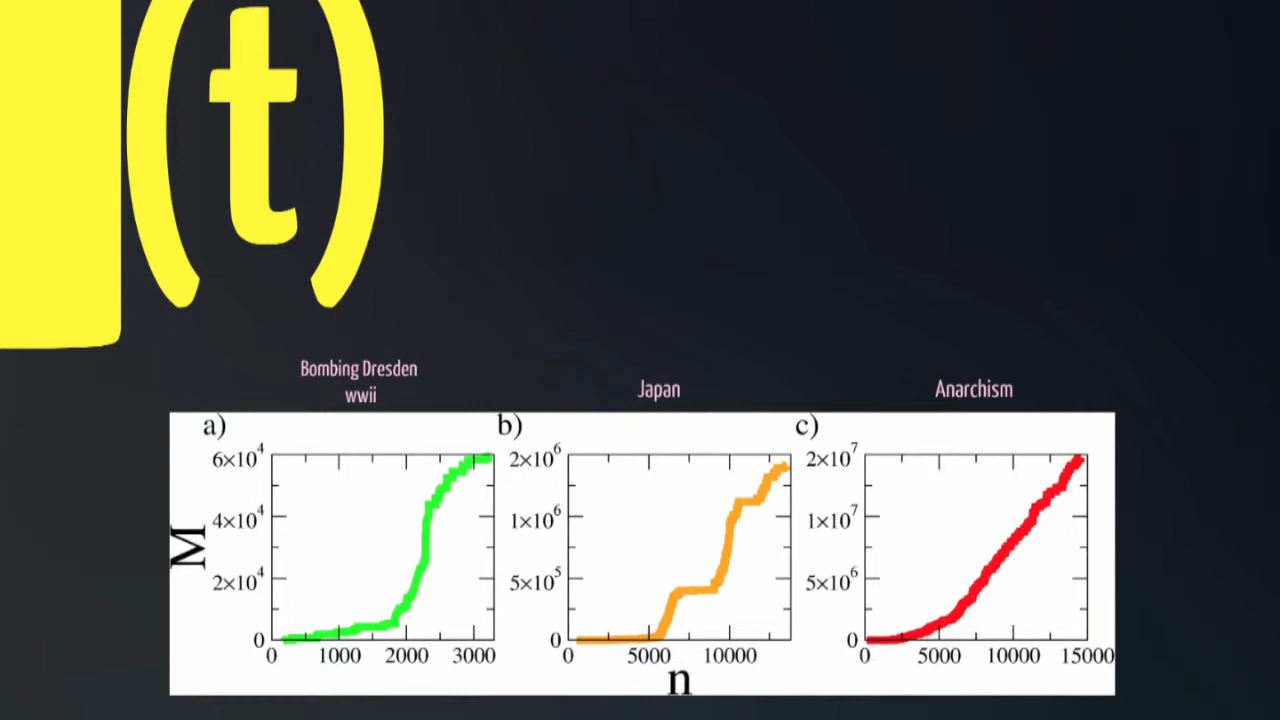 (t)
Bombing Dresden
wwii
Japan
Anarchism
a)
b)
c)
M
6×10⁴
4×10⁴
2×10⁴
0
0 1000 2000 3000
2×10⁶
1×10⁶
5×10⁵
0
0 5000 10000
2×10⁷
1×10⁷
5×10⁶
0
0 5000 10000 15000
n